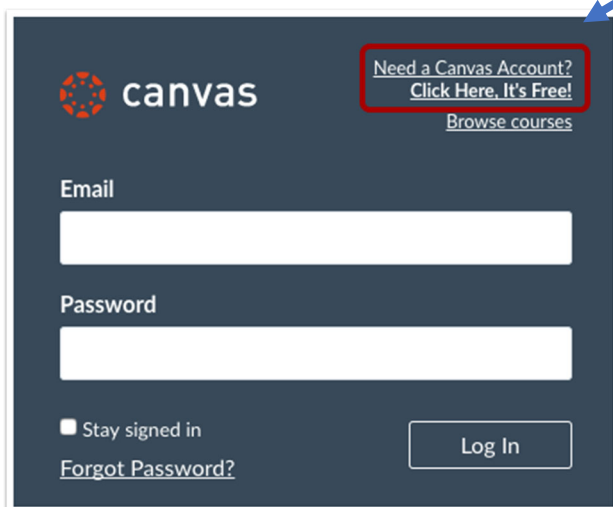 canvas
Need a Canvas Account?
Click Here, It's Free!
Browse courses
Email
Password
Stay signed in
Forgot Password?
Log In